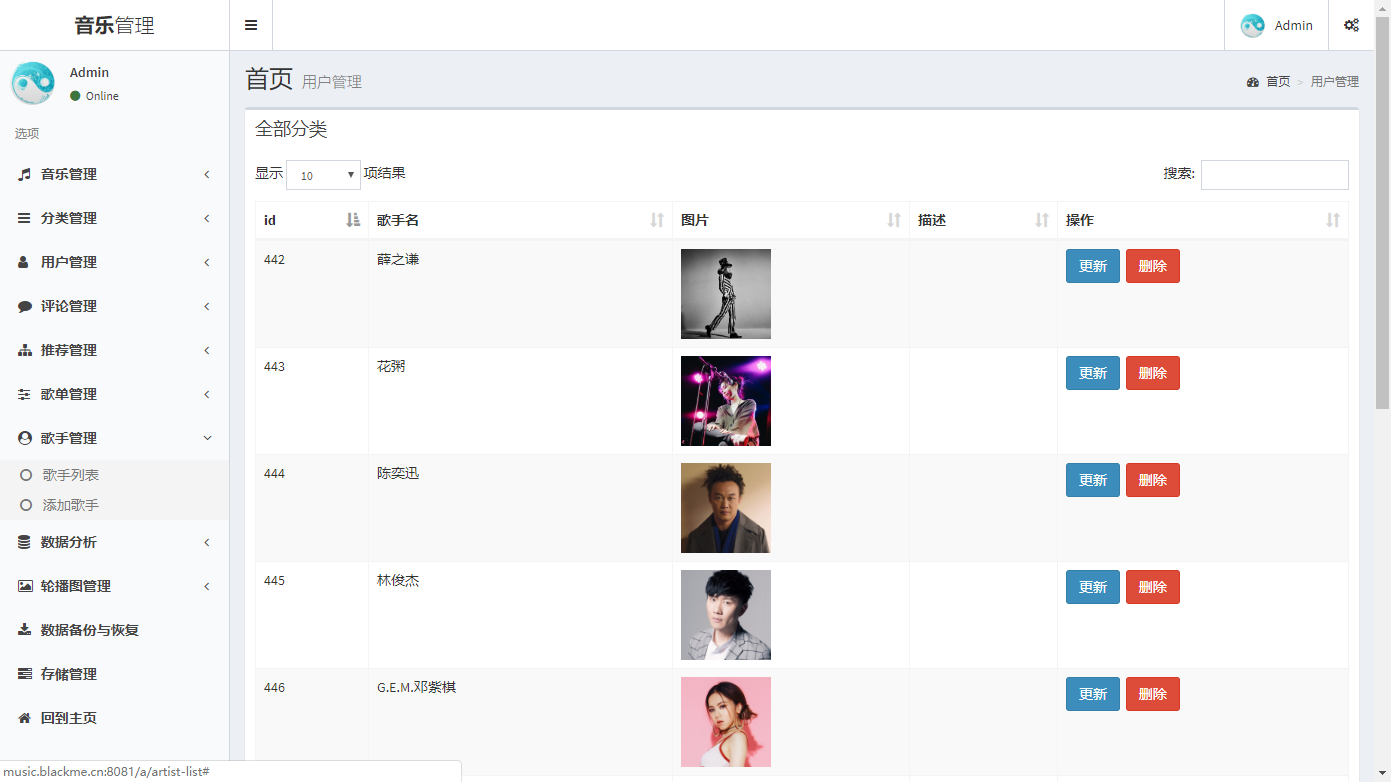 音乐管理
Admin
Admin
Online
选项
音乐管理
分类管理
用户管理
评论管理
推荐管理
歌单管理
歌手管理
歌手列表
添加歌手
数据分析
轮播图管理
数据备份与恢复
存储管理
回到主页
首页 用户管理
首页 > 用户管理
全部分类
显示 10 项结果
搜索:
id 歌手名 图片 描述 操作
442 薛之谦 更新 删除
443 花粥 更新 删除
444 陈奕迅 更新 删除
445 林俊杰 更新 删除
446 G.E.M.邓紫棋 更新 删除
music.blackme.cn:8081/a/artist-list#